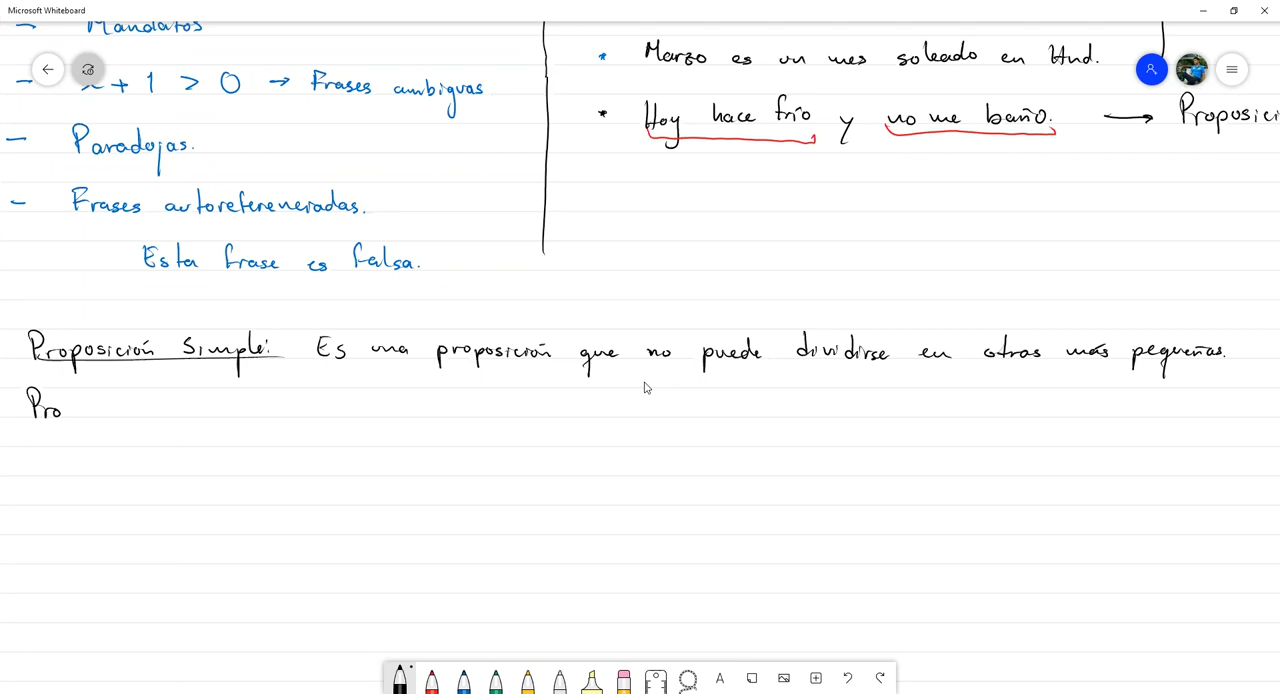 Microsoft Whiteboard
- Mandatos
- x + 1 > 0 → Frases ambiguas
- Paradojas.
- Frases autoreferenciadas.
Esta frase es falsa.
* Marzo es un mes soleado en Hnd.
* Hoy hace frío y no me baño. → Proposici
Proposición Simple: Es una proposición que no puede dividirse en otras más pequeñas.
Pro
A